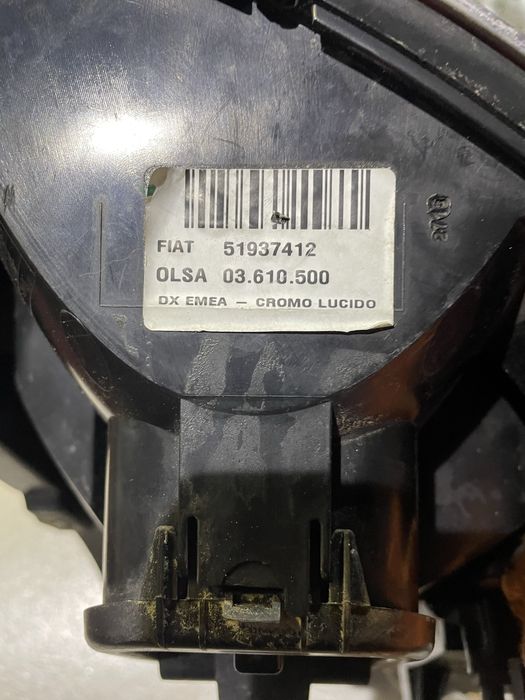 FIAT 51937412
OLSA 03.610.500
DX EMEA – CROMO LUCIDO